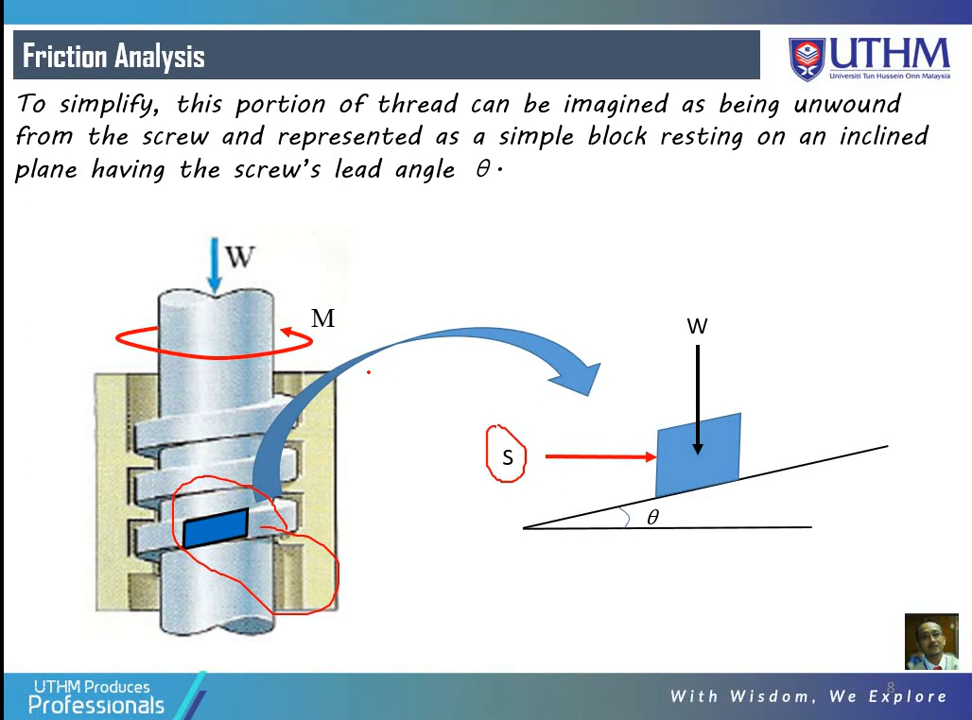 Friction Analysis
UTHM
Universiti Tun Hussein Onn Malaysia
To simplify, this portion of thread can be imagined as being unwound
from the screw and represented as a simple block resting on an inclined
plane having the screw's lead angle θ.
W
M
W
S
θ
UTHM Produces
Professionals
8
With Wisdom, We Explore